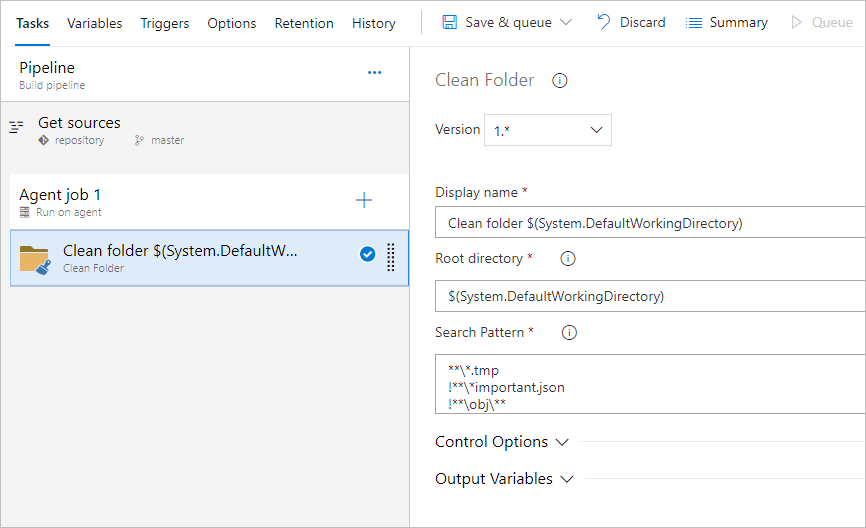 Tasks Variables Triggers Options Retention History Save & queue Discard Summary Queue
Pipeline
Build pipeline
Get sources
repository master
Agent job 1
Run on agent
Clean folder $(System.DefaultW...
Clean Folder
Clean Folder
Version 1.*
Display name *
Clean folder $(System.DefaultWorkingDirectory)
Root directory *
$(System.DefaultWorkingDirectory)
Search Pattern *
**\*.tmp
!**\*important.json
!**\obj\**
Control Options
Output Variables